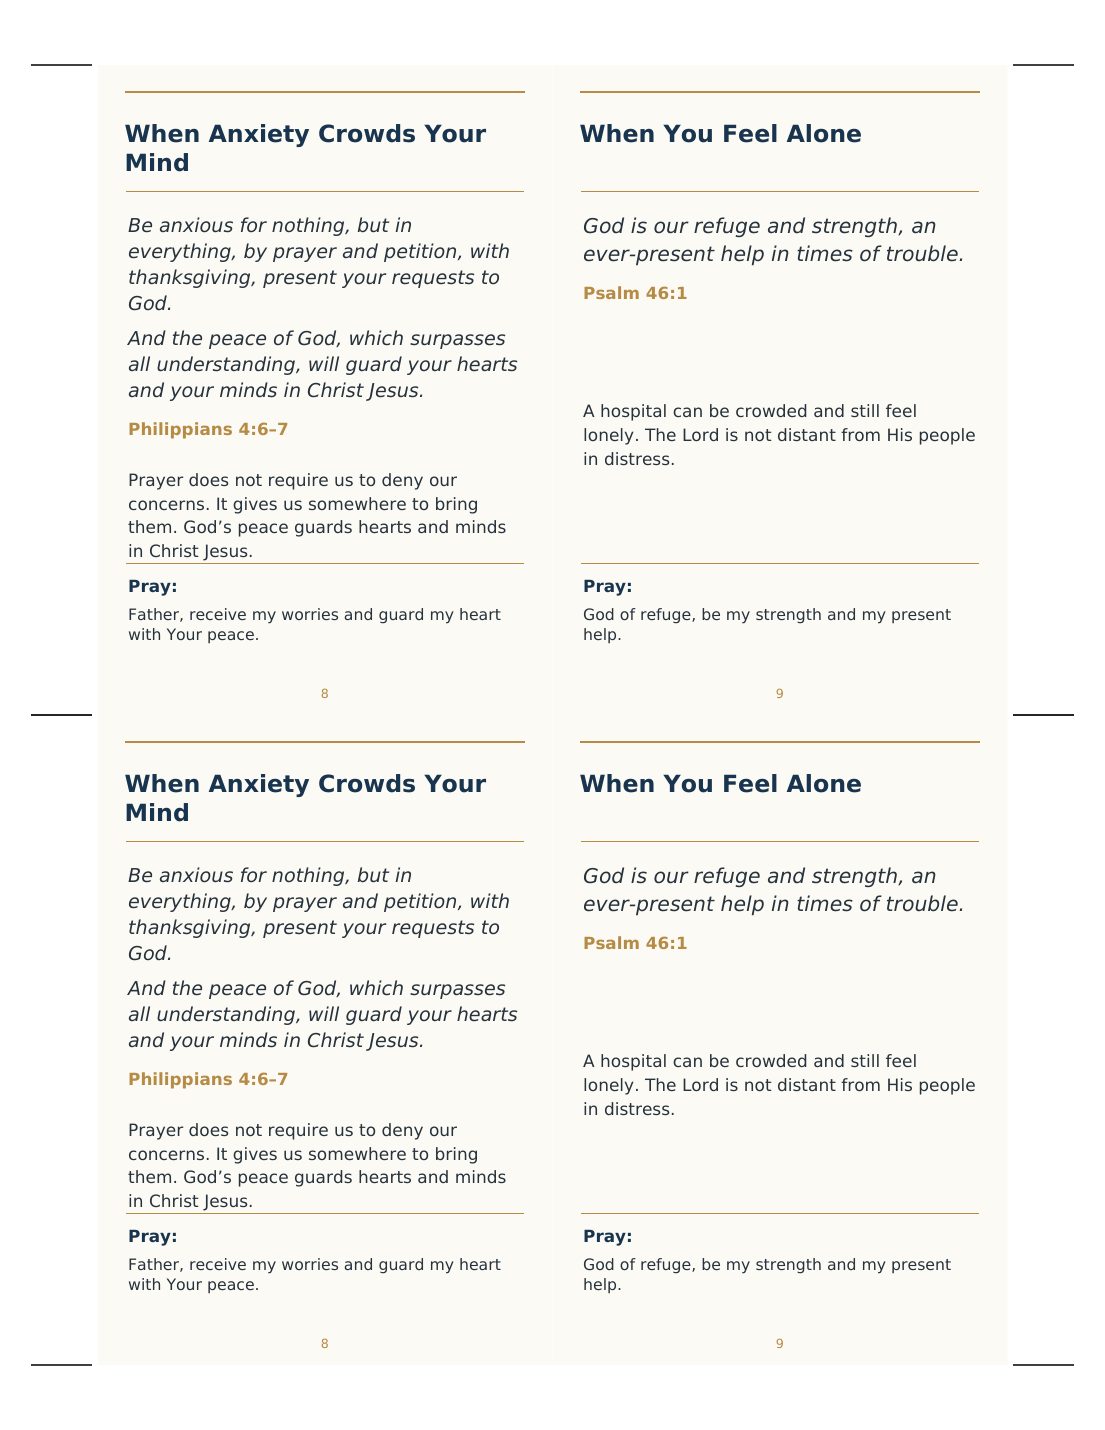 When Anxiety Crowds Your
Mind
Be anxious for nothing, but in
everything, by prayer and petition, with
thanksgiving, present your requests to
God.
And the peace of God, which surpasses
all understanding, will guard your hearts
and your minds in Christ Jesus.
Philippians 4:6–7
Prayer does not require us to deny our
concerns. It gives us somewhere to bring
them. God’s peace guards hearts and minds
in Christ Jesus.
Pray:
Father, receive my worries and guard my heart
with Your peace.
8
When You Feel Alone
God is our refuge and strength, an
ever-present help in times of trouble.
Psalm 46:1
A hospital can be crowded and still feel
lonely. The Lord is not distant from His people
in distress.
Pray:
God of refuge, be my strength and my present
help.
9
When Anxiety Crowds Your
Mind
Be anxious for nothing, but in
everything, by prayer and petition, with
thanksgiving, present your requests to
God.
And the peace of God, which surpasses
all understanding, will guard your hearts
and your minds in Christ Jesus.
Philippians 4:6–7
Prayer does not require us to deny our
concerns. It gives us somewhere to bring
them. God’s peace guards hearts and minds
in Christ Jesus.
Pray:
Father, receive my worries and guard my heart
with Your peace.
8
When You Feel Alone
God is our refuge and strength, an
ever-present help in times of trouble.
Psalm 46:1
A hospital can be crowded and still feel
lonely. The Lord is not distant from His people
in distress.
Pray:
God of refuge, be my strength and my present
help.
9